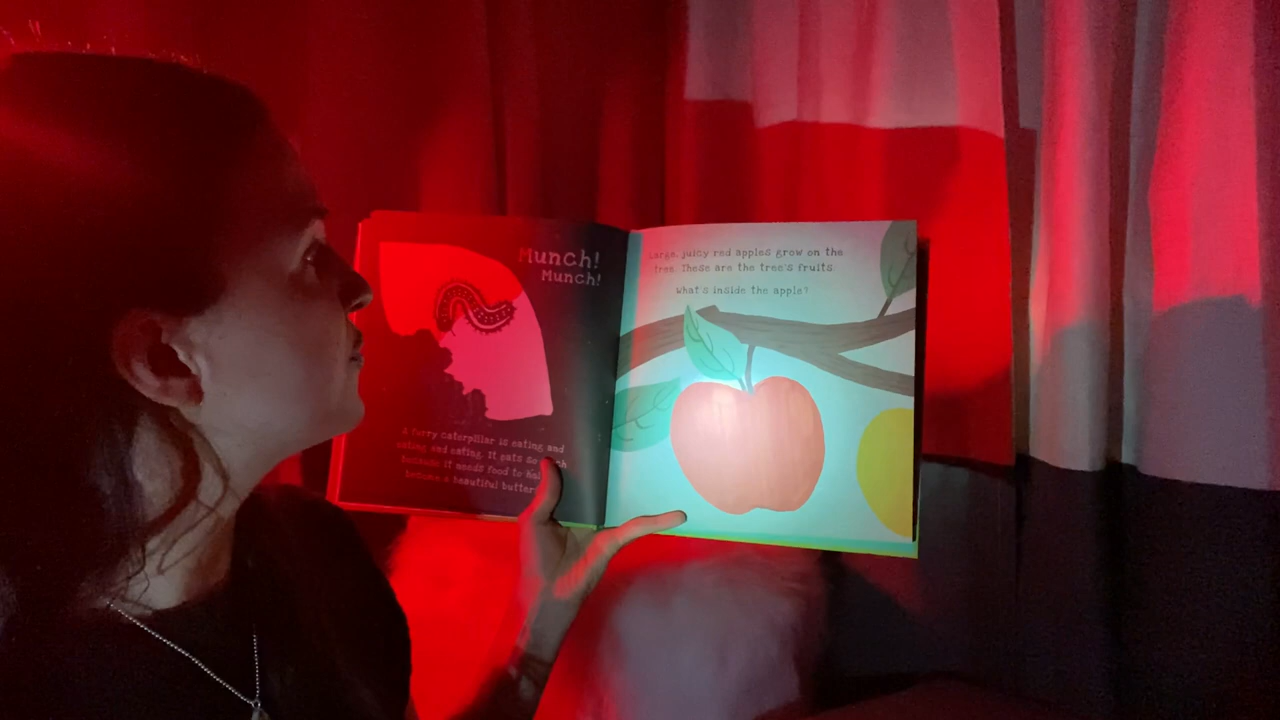 Munch!
Munch!
A furry caterpillar is eating and
eating and eating. It eats so
because it needs food to
become a beautiful
Large, juicy red apples grow on the
tree. These are the tree's fruits.
What's inside the apple?